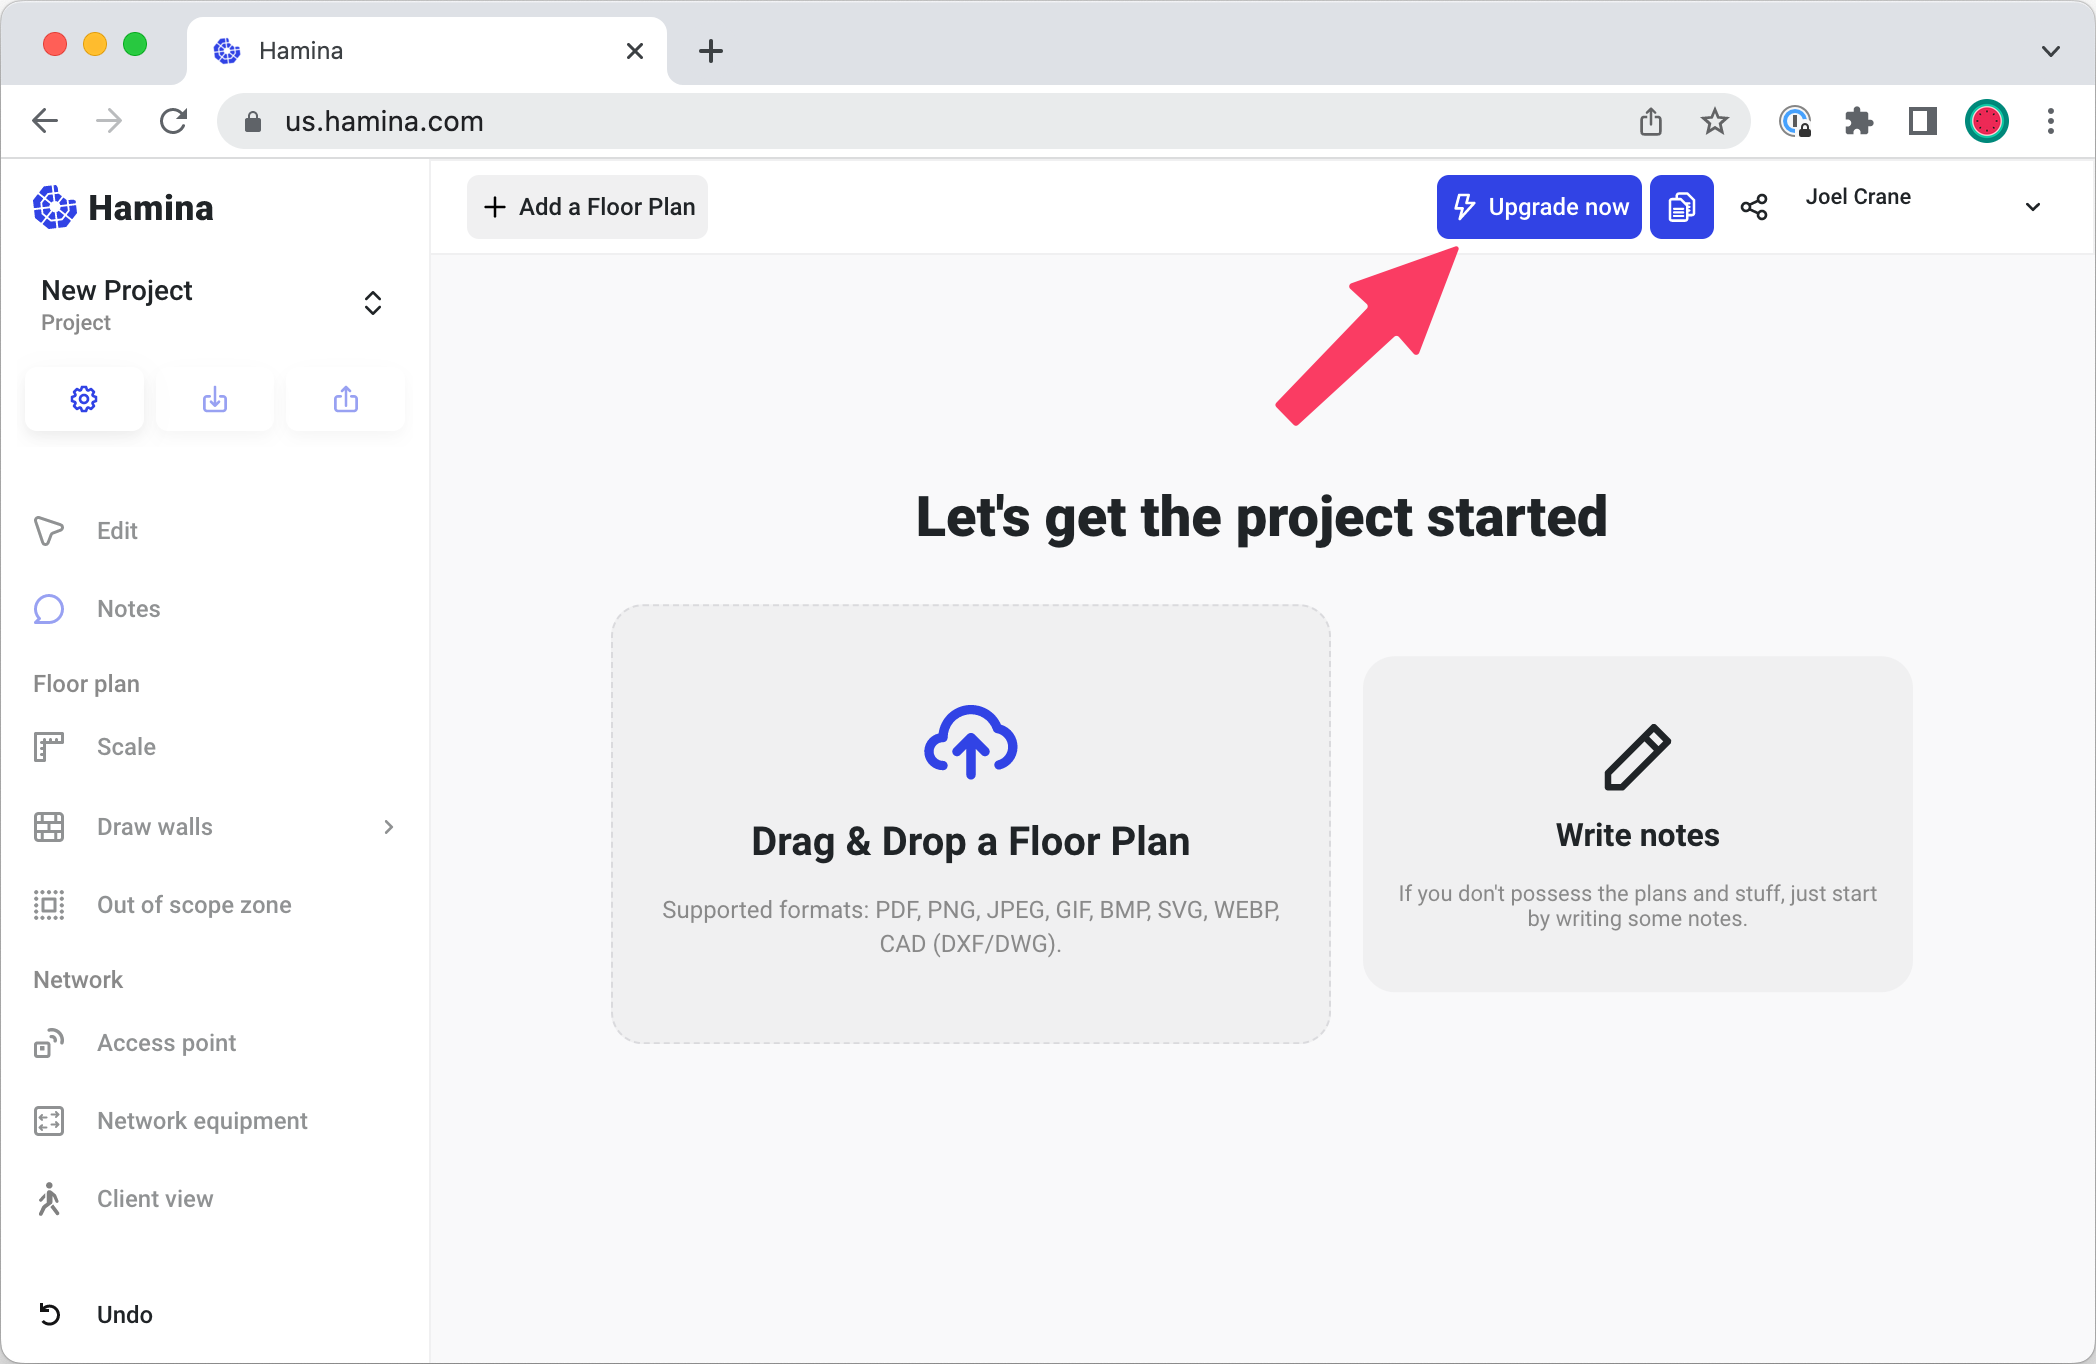 Hamina
us.hamina.com
Hamina
Add a Floor Plan
Upgrade now
Joel Crane
New Project
Project
Edit
Notes
Floor plan
Scale
Draw walls
Out of scope zone
Network
Access point
Network equipment
Client view
Undo
Let's get the project started
Drag & Drop a Floor Plan
Supported formats: PDF, PNG, JPEG, GIF, BMP, SVG, WEBP,
CAD (DXF/DWG).
Write notes
If you don't possess the plans and stuff, just start
by writing some notes.